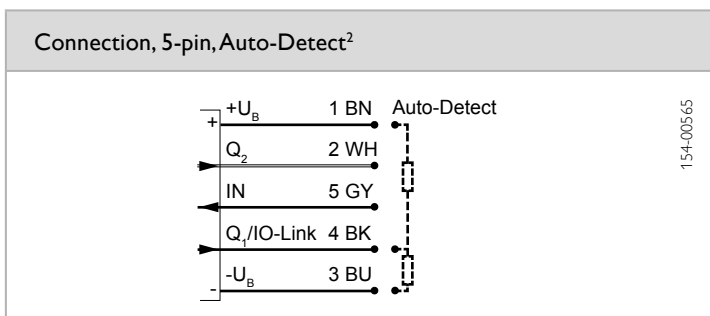 Connection, 5-pin, Auto-Detect²
+U_B 1 BN Auto-Detect
+
Q₂ 2 WH
IN 5 GY
Q₁/IO-Link 4 BK
-U_B 3 BU
-
154-00565